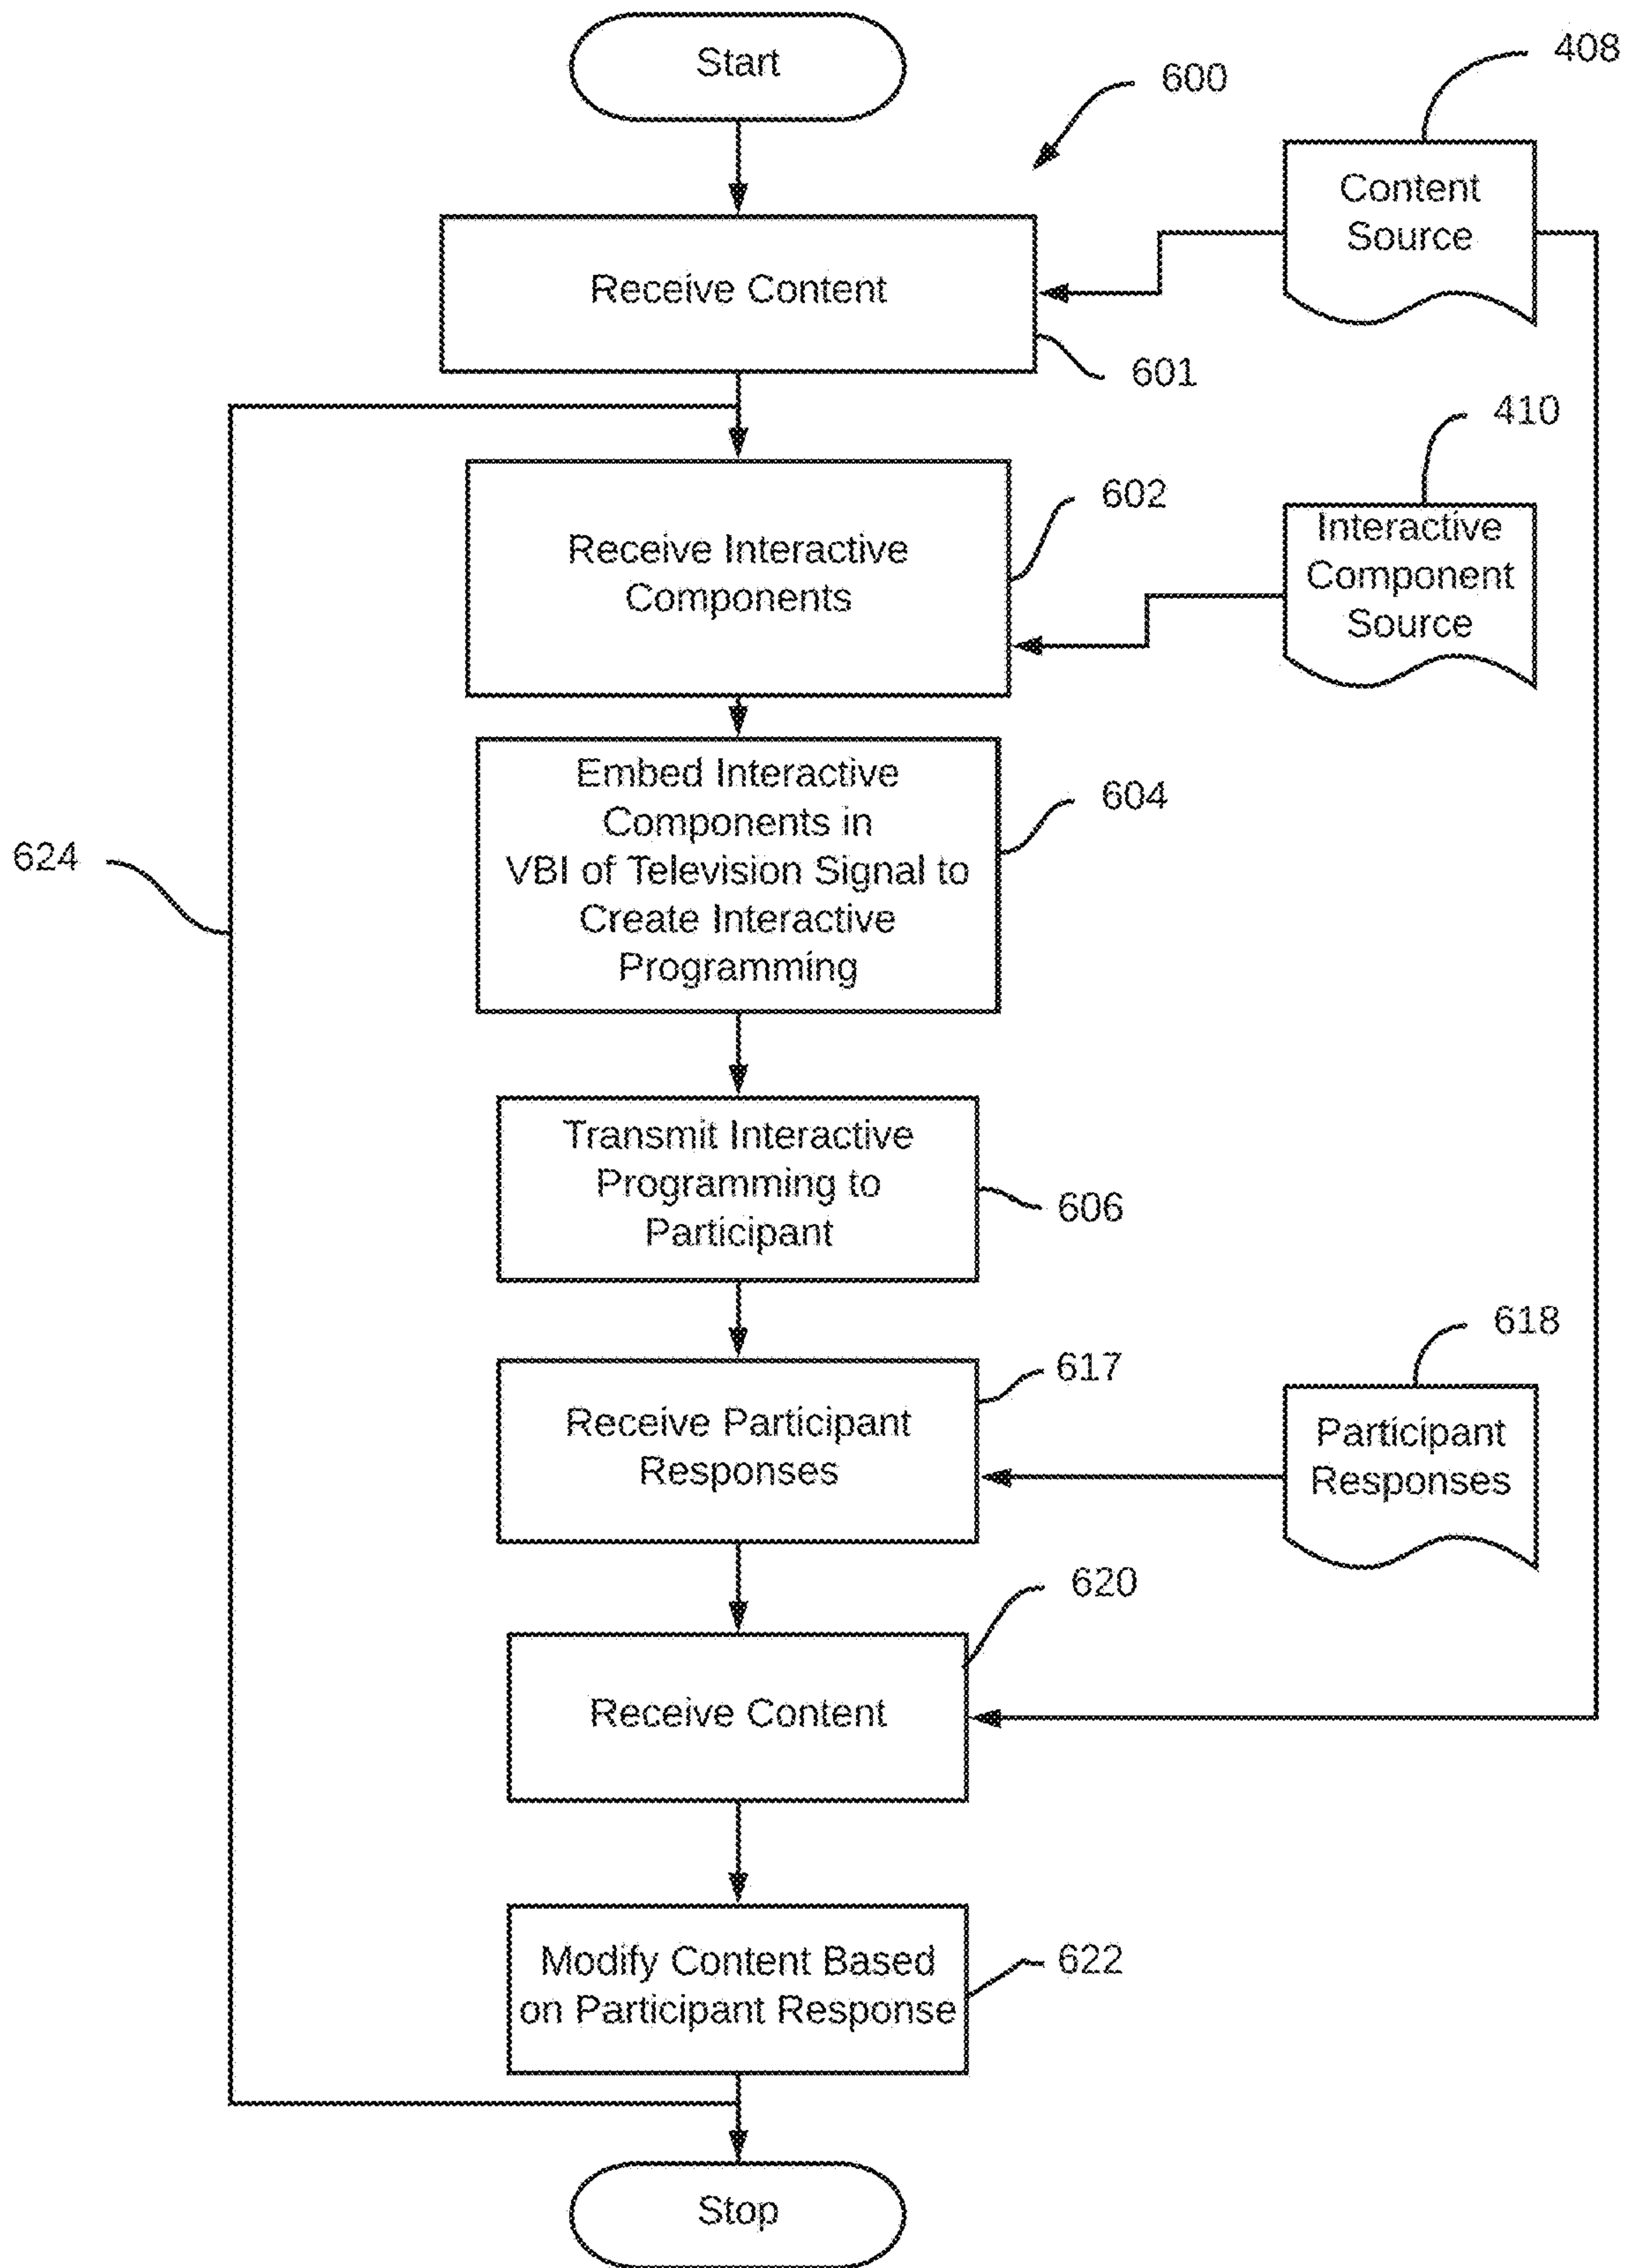 Start
600
408
Content
Source
Receive Content
601
410
602
Interactive
Component
Source
Receive Interactive
Components
Embed Interactive
Components in
VBI of Television Signal to
Create Interactive
Programming
604
624
Transmit Interactive
Programming to
Participant
606
618
617
Receive Participant
Responses
Participant
Responses
620
Receive Content
Modify Content Based
on Participant Response
622
Stop